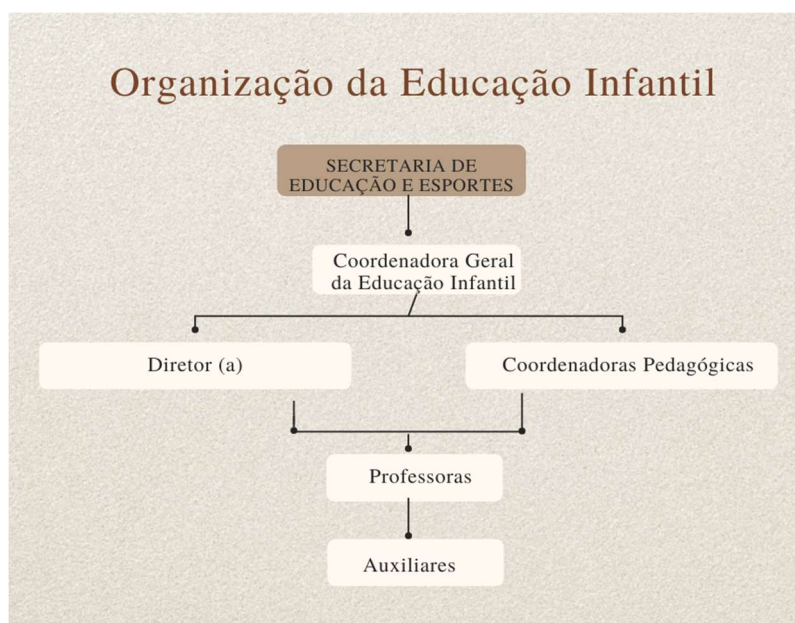 Organização da Educação Infantil
SECRETARIA DE
EDUCAÇÃO E ESPORTES
Coordenadora Geral
da Educação Infantil
Diretor (a)
Coordenadoras Pedagógicas
Professoras
Auxiliares